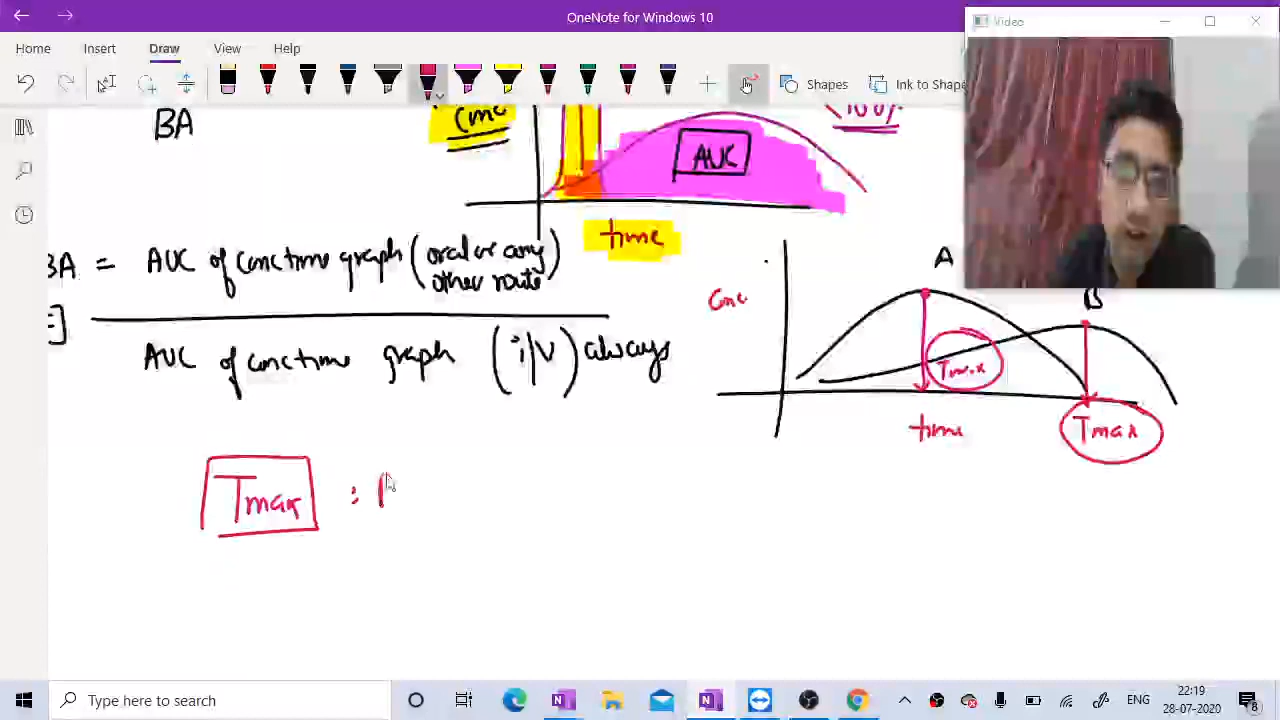 OneNote for Windows 10
Video
Home Insert Draw View Help
Shapes
Ink to Shape
BA
Cmc
AUC
<100%
time
BA = AUC of conc time graph (oral or any other route)
AUC of conc time graph (i/v) always
A
B
Conc
Tmax
time
Tmax
Tmax :
Type here to search
ENG
22:19
28-07-2020
8